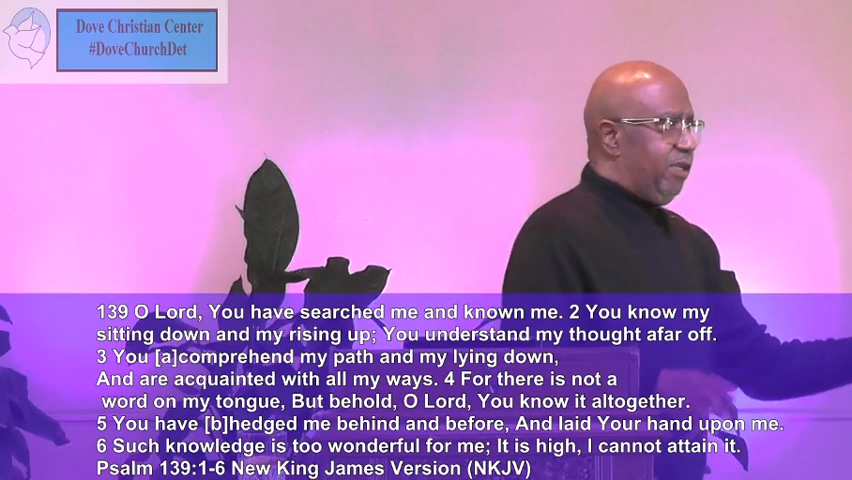 Dove Christian Center
#DoveChurchDet
139 O Lord, You have searched me and known me. 2 You know my
sitting down and my rising up; You understand my thought afar off.
3 You [a]comprehend my path and my lying down,
And are acquainted with all my ways. 4 For there is not a
word on my tongue, But behold, O Lord, You know it altogether.
5 You have [b]hedged me behind and before, And laid Your hand upon me.
6 Such knowledge is too wonderful for me; It is high, I cannot attain it.
Psalm 139:1-6 New King James Version (NKJV)